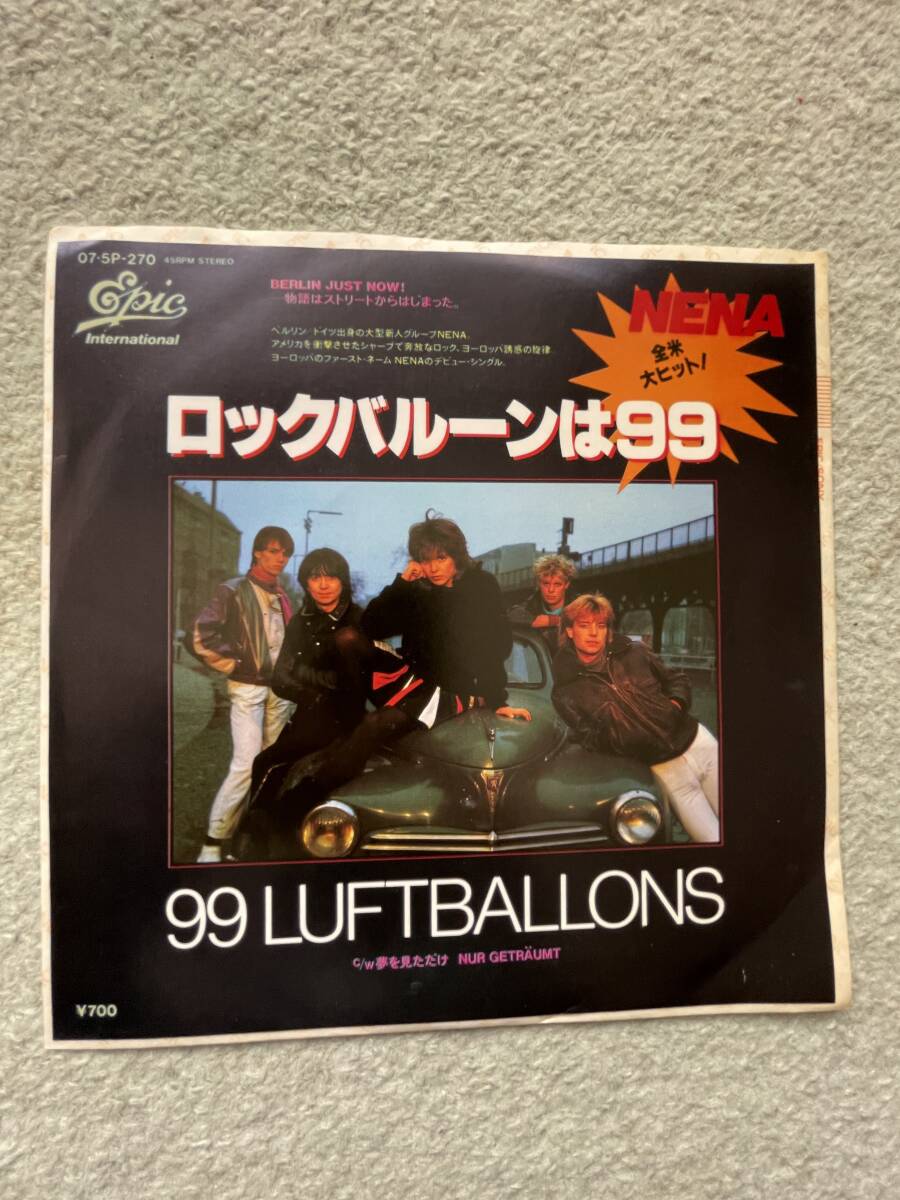 07・5P-270 45RPM STEREO
Epic
International
BERLIN JUST NOW!
物語はストリートからはじまった。
ベルリン/ドイツ出身の大型新人グループNENA
アメリカを衝撃させたシャープで奔放なロック、ヨーロッパ誘惑の旋律
ヨーロッパのファースト・ネーム NENAのデビュー・シングル。
NENA
全米
大ヒット!
ロックバルーンは99
99 LUFTBALLONS
c/w 夢を見ただけ NUR GETRÄUMT
¥700